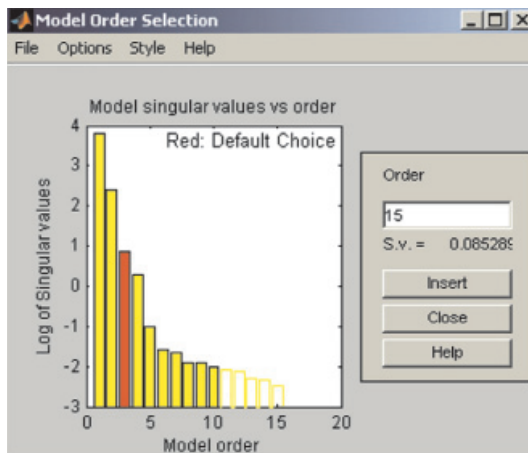 Model Order Selection
File Options Style Help
Model singular values vs order
Red: Default Choice
Log of Singular values
4
3
2
1
0
-1
-2
-3
0 5 10 15 20
Model order
Order
15
S.v. = 0.085289
Insert
Close
Help